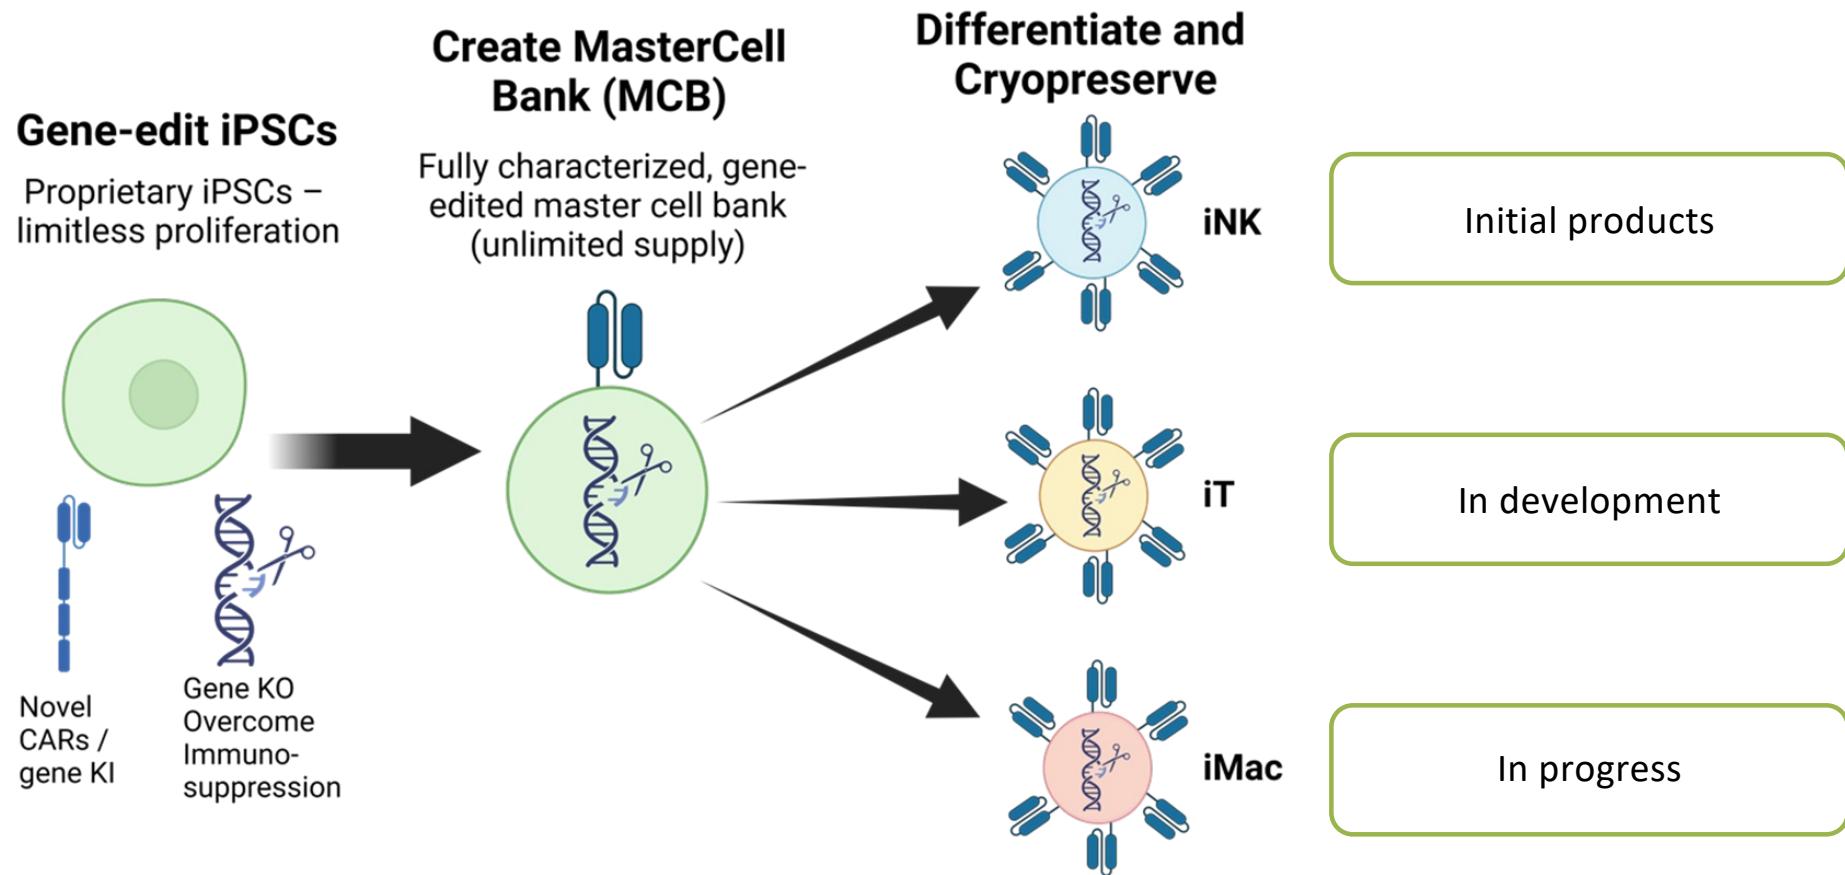 Gene-edit iPSCs
Proprietary iPSCs –
limitless proliferation
Novel
CARs /
gene KI
Gene KO
Overcome
Immuno-
suppression
Create MasterCell
Bank (MCB)
Fully characterized, gene-
edited master cell bank
(unlimited supply)
Differentiate and
Cryopreserve
iNK
Initial products
iT
In development
iMac
In progress